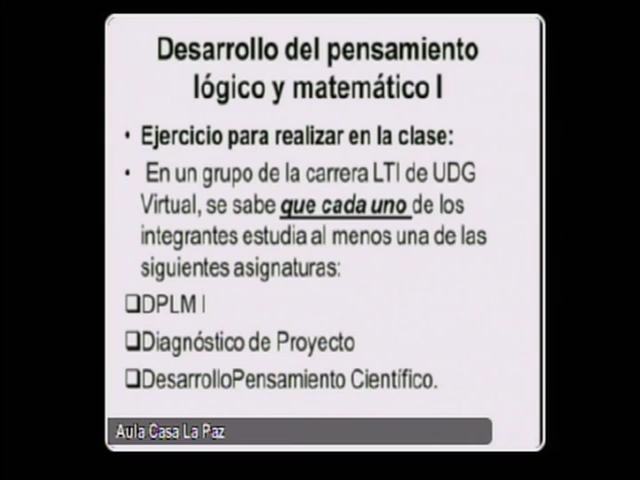 Desarrollo del pensamiento
lógico y matemático I
• Ejercicio para realizar en la clase:
• En un grupo de la carrera LTI de UDG
Virtual, se sabe que cada uno de los
integrantes estudia al menos una de las
siguientes asignaturas:
❑DPLM I
❑Diagnóstico de Proyecto
❑DesarrolloPensamiento Científico.
Aula Casa La Paz